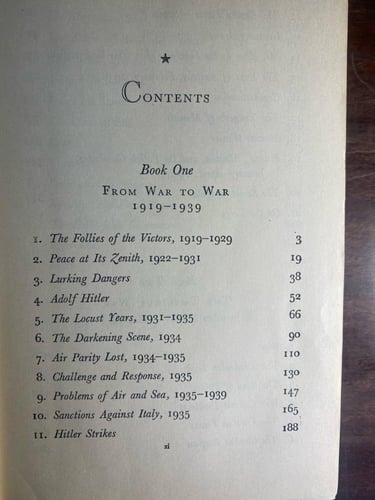 ★
CONTENTS
Book One
FROM WAR TO WAR
1919–1939
1. The Follies of the Victors, 1919–1929 3
2. Peace at Its Zenith, 1922–1931 19
3. Lurking Dangers 38
4. Adolf Hitler 52
5. The Locust Years, 1931–1935 66
6. The Darkening Scene, 1934 90
7. Air Parity Lost, 1934–1935 110
8. Challenge and Response, 1935 130
9. Problems of Air and Sea, 1935–1939 147
10. Sanctions Against Italy, 1935 165
11. Hitler Strikes 188
xi